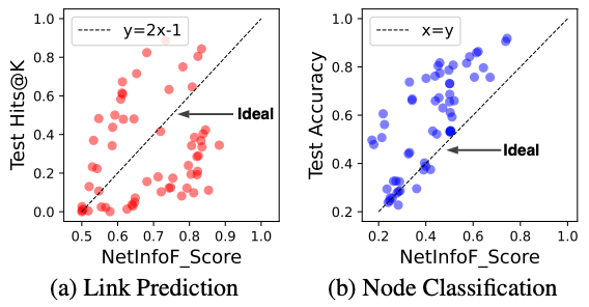 y=2x-1
Test Hits@K
1.0
0.8
0.6
0.4
0.2
0.0
Ideal
0.5 0.6 0.7 0.8 0.9 1.0
NetInfoF_Score
(a) Link Prediction
x=y
Test Accuracy
1.0
0.8
0.6
0.4
0.2
Ideal
0.2 0.4 0.6 0.8 1.0
NetInfoF_Score
(b) Node Classification